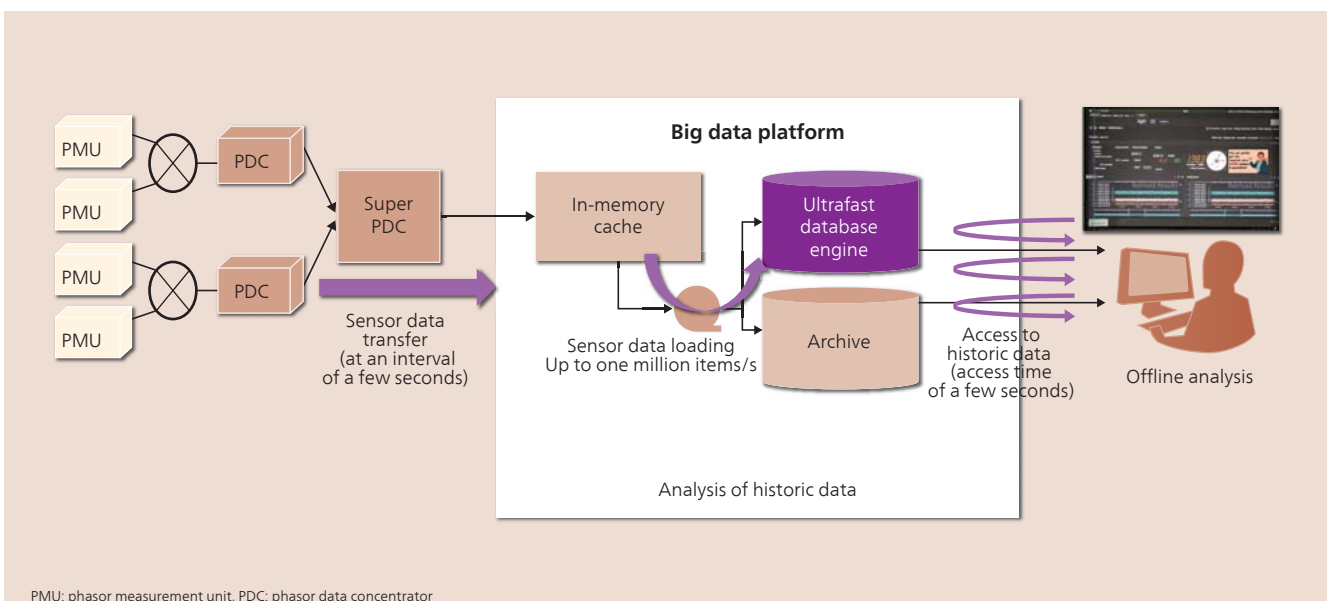 Big data platform
PMU
PMU
PMU
PMU
PDC
PDC
Super
PDC
In-memory
cache
Ultrafast
database
engine
Archive
Sensor data
transfer
(at an interval
of a few seconds)
Sensor data loading
Up to one million items/s
Access to
historic data
(access time
of a few seconds)
Offline analysis
Analysis of historic data
PMU: phasor measurement unit, PDC: phasor data concentrator